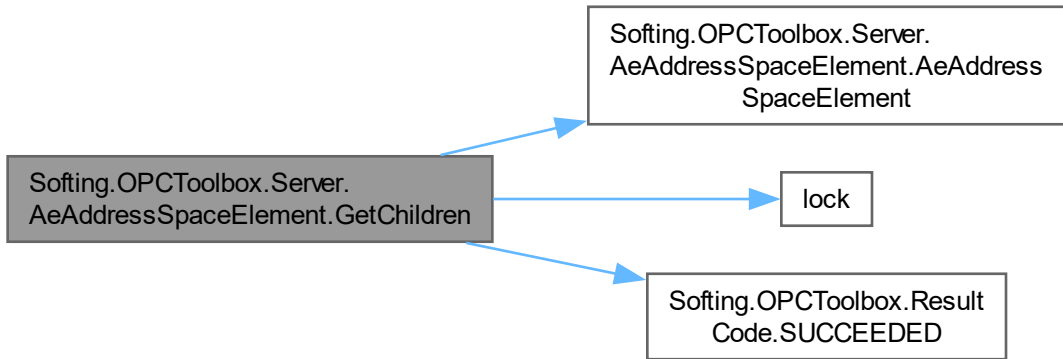 Softing.OPCToolbox.Server.
AeAddressSpaceElement.GetChildren
Softing.OPCToolbox.Server.
AeAddressSpaceElement.AeAddress
SpaceElement
lock
Softing.OPCToolbox.Result
Code.SUCCEEDED